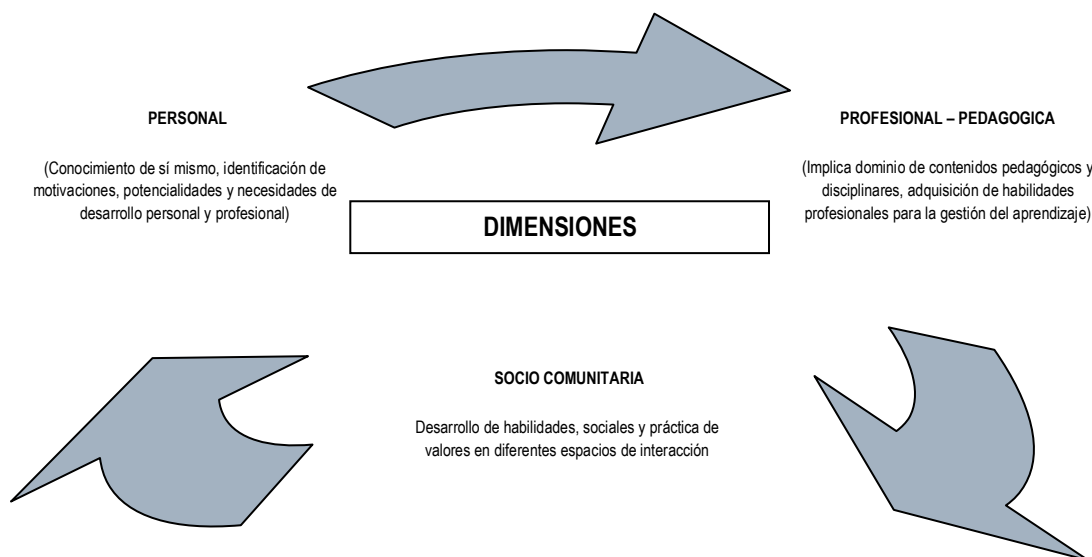 PERSONAL
(Conocimiento de sí mismo, identificación de
motivaciones, potencialidades y necesidades de
desarrollo personal y profesional)
PROFESIONAL – PEDAGOGICA
(Implica dominio de contenidos pedagógicos y
disciplinares, adquisición de habilidades
profesionales para la gestión del aprendizaje)
DIMENSIONES
SOCIO COMUNITARIA
Desarrollo de habilidades, sociales y práctica de
valores en diferentes espacios de interacción